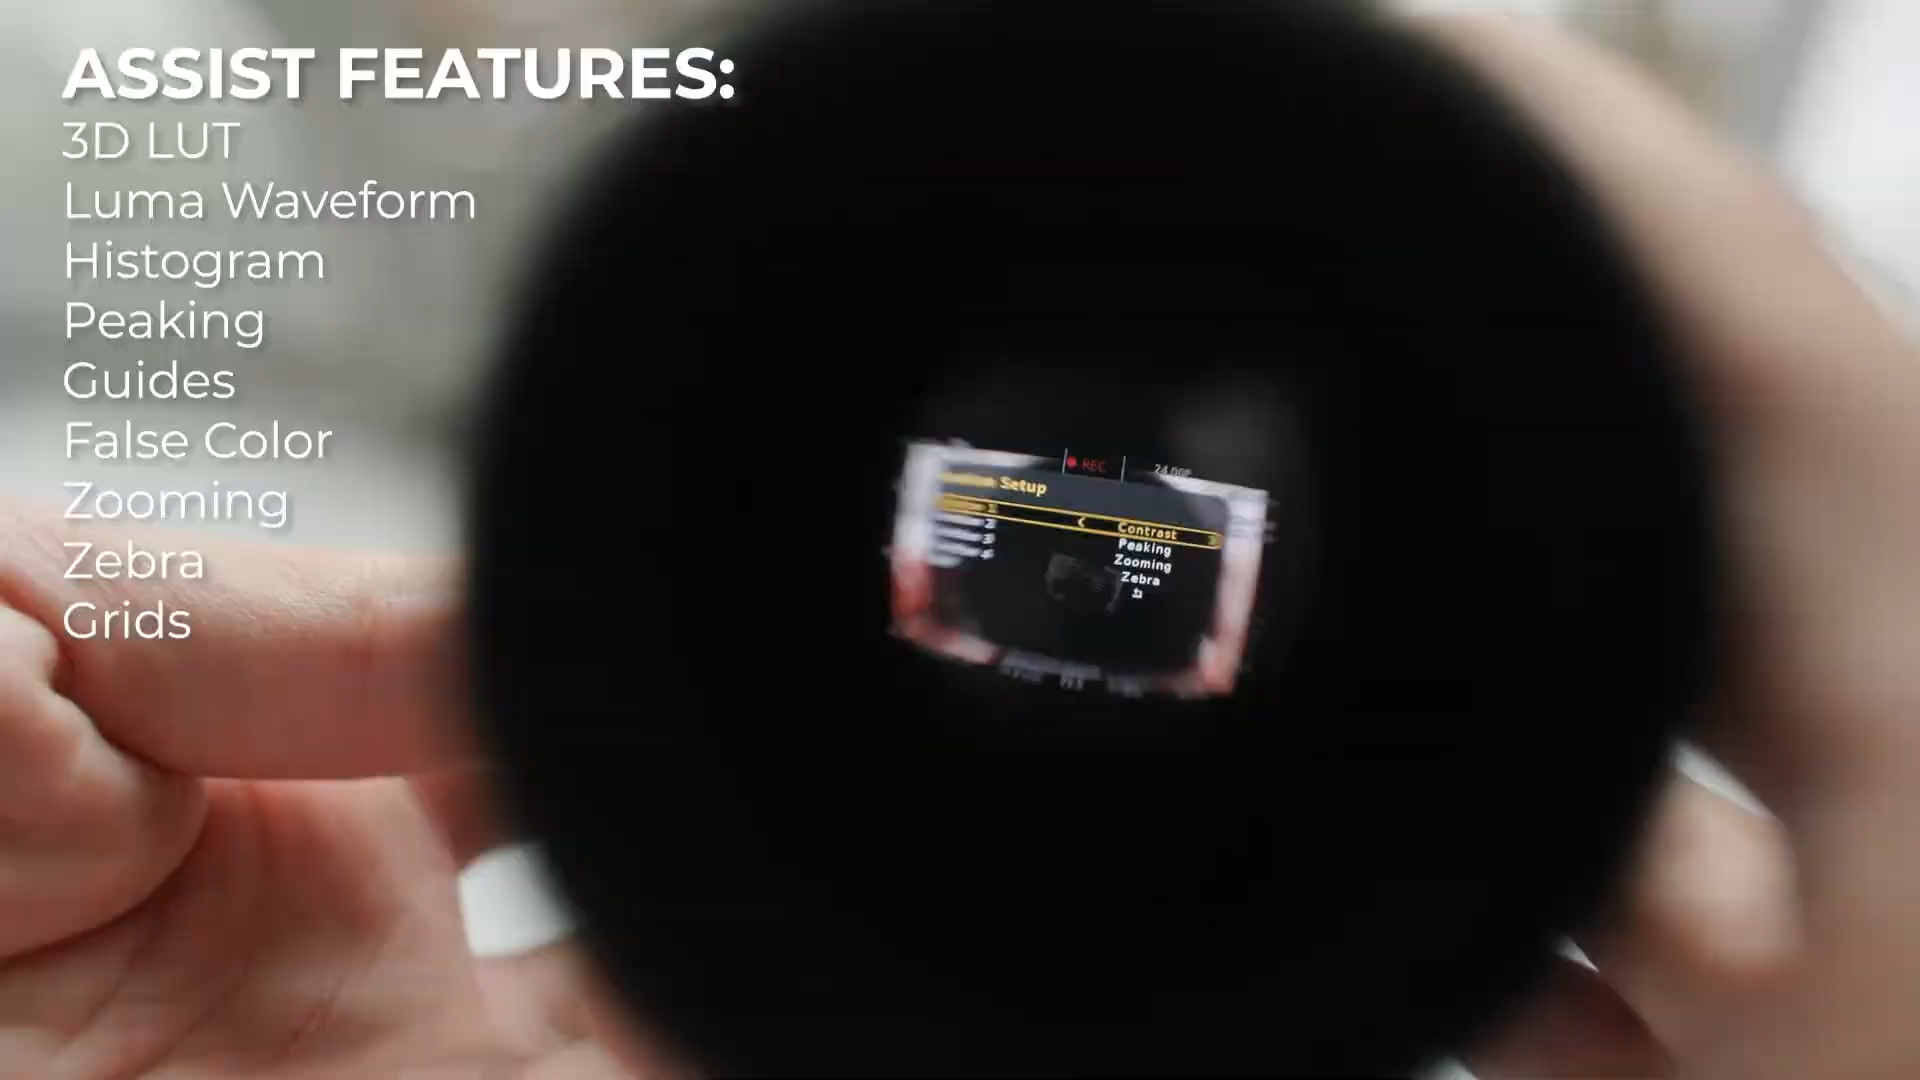 ASSIST FEATURES:
3D LUT
Luma Waveform
Histogram
Peaking
Guides
False Color
Zooming
Zebra
Grids
REC
Setup
Contrast
Peaking
Zooming
Zebra